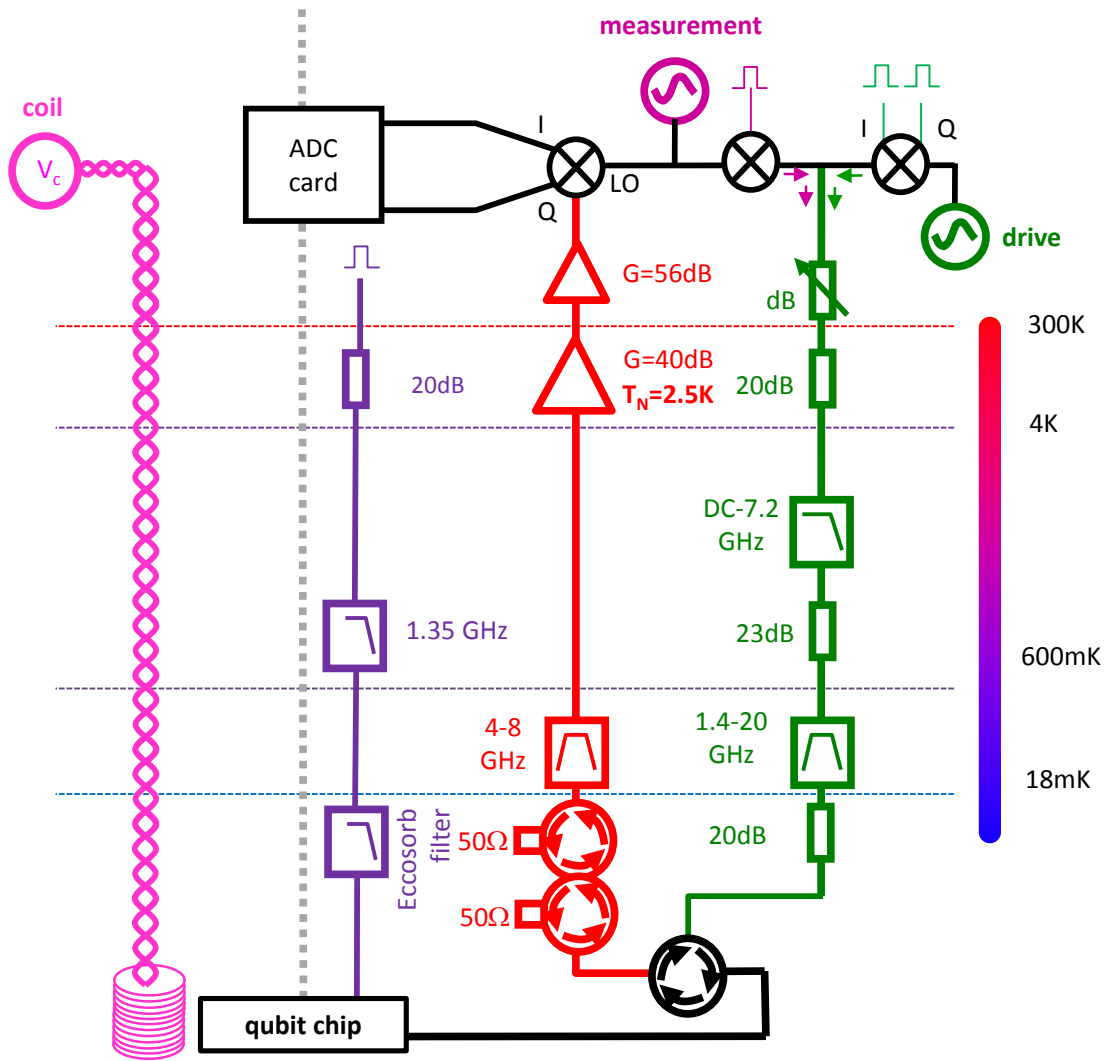 measurement
coil
V_c
ADC
card
I
Q
LO
I
Q
drive
G=56dB
dB
300K
20dB
G=40dB
T_N=2.5K
20dB
4K
DC-7.2
GHz
1.35 GHz
23dB
600mK
4-8
GHz
1.4-20
GHz
18mK
Eccosorb
filter
50Ω
20dB
50Ω
qubit chip